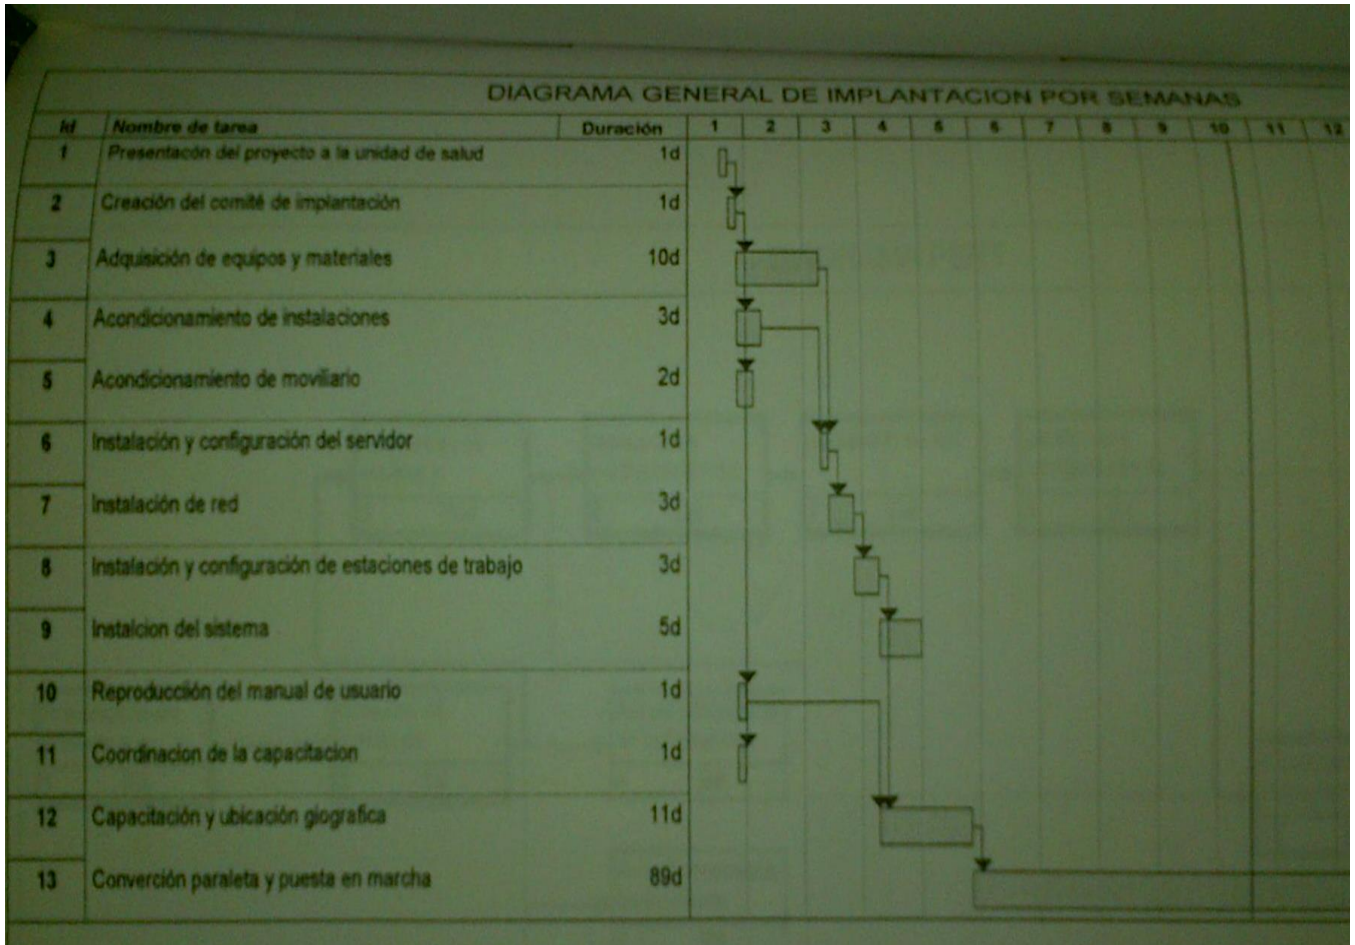 DIAGRAMA GENERAL DE IMPLANTACION POR SEMANAS
Id Nombre de tarea Duración 1 2 3 4 5 6 7 8 9 10 11 12
1 Presentacón del proyecto a la unidad de salud 1d
2 Creación del comité de implantación 1d
3 Adquisición de equipos y materiales 10d
4 Acondicionamiento de instalaciones 3d
5 Acondicionamiento de moviliario 2d
6 Instalación y configuración del servidor 1d
7 Instalación de red 3d
8 Instalación y configuración de estaciones de trabajo 3d
9 Instalcion del sistema 5d
10 Reproducción del manual de usuario 1d
11 Coordinacion de la capacitacion 1d
12 Capacitación y ubicación giografica 11d
13 Converción paraleta y puesta en marcha 89d